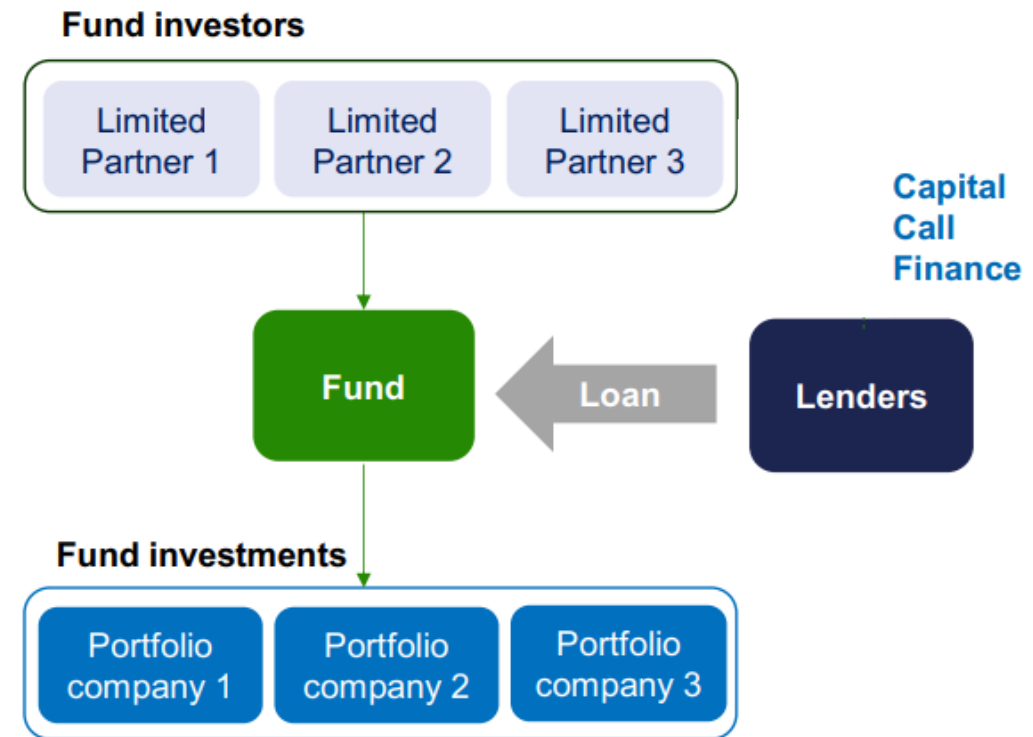 Fund investors
Limited
Partner 1
Limited
Partner 2
Limited
Partner 3
Capital
Call
Finance
Fund
Loan
Lenders
Fund investments
Portfolio
company 1
Portfolio
company 2
Portfolio
company 3